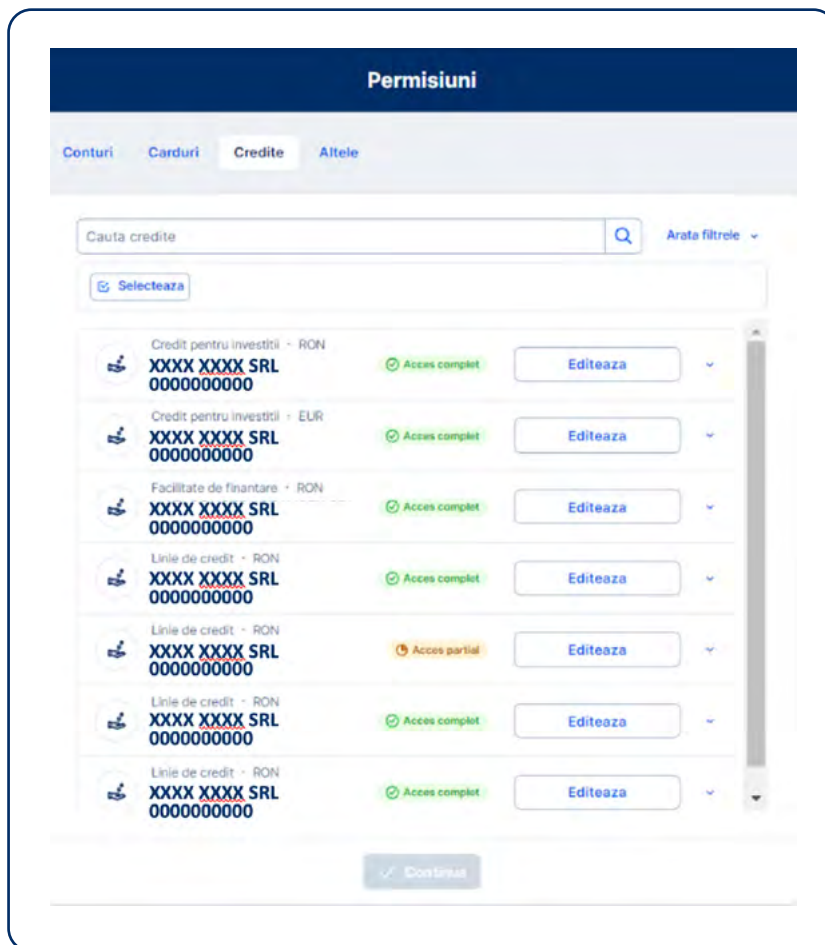 Permisiuni
Conturi Carduri Credite Altele
Cauta credite Arata filtrele
Selecteaza
Credit pentru investitii - RON
XXXX XXXX SRL Acces complet Editeaza
0000000000
Credit pentru investitii - EUR
XXXX XXXX SRL Acces complet Editeaza
0000000000
Facilitate de finantare - RON
XXXX XXXX SRL Acces complet Editeaza
0000000000
Linie de credit - RON
XXXX XXXX SRL Acces complet Editeaza
0000000000
Linie de credit - RON
XXXX XXXX SRL Acces partial Editeaza
0000000000
Linie de credit - RON
XXXX XXXX SRL Acces complet Editeaza
0000000000
Linie de credit - RON
XXXX XXXX SRL Acces complet Editeaza
0000000000